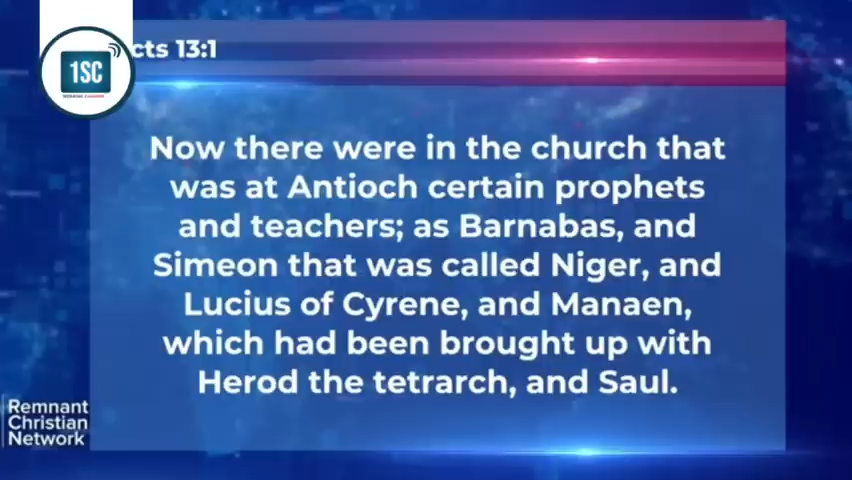 1SC
cts 13:1
Now there were in the church that
was at Antioch certain prophets
and teachers; as Barnabas, and
Simeon that was called Niger, and
Lucius of Cyrene, and Manaen,
which had been brought up with
Herod the tetrarch, and Saul.
Remnant
Christian
Network